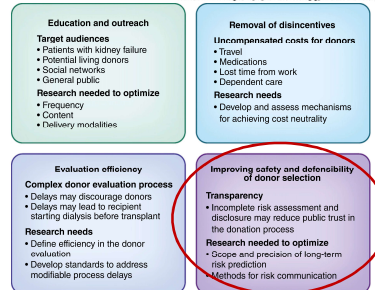 Education and outreach
Target audiences
• Patients with kidney failure
• Potential living donors
• Social networks
• General public
Research needed to optimize
• Frequency
• Content
• Delivery modalities
Removal of disincentives
Uncompensated costs for donors
• Travel
• Medications
• Lost time from work
• Dependent care
Research needs
• Develop and assess mechanisms
for achieving cost neutrality
Evaluation efficiency
Complex donor evaluation process
• Delays may discourage donors
• Delays may lead to recipient
starting dialysis before transplant
Research needs
• Define efficiency in the donor
evaluation
• Develop standards to address
modifiable process delays
Improving safety and defensibility
of donor selection
Transparency
• Incomplete risk assessment and
disclosure may reduce public trust in
the donation process
Research needed to optimize
• Scope and precision of long-term
risk prediction
• Methods for risk communication